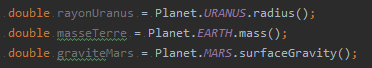 double rayonUranus = Planet.URANUS.radius();
double masseTerre = Planet.EARTH.mass();
double graviteMars = Planet.MARS.surfaceGravity();